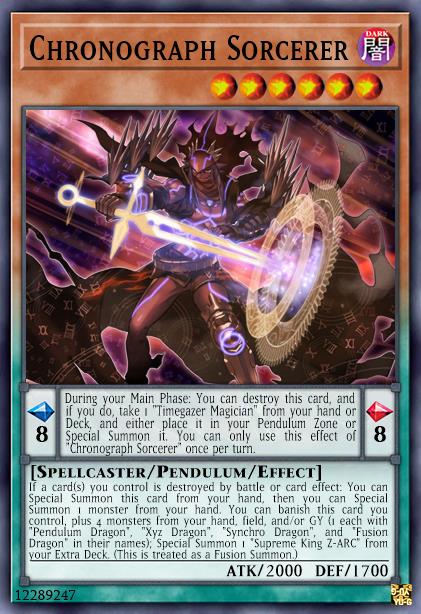 CHRONOGRAPH SORCERER
DARK
闇
During your Main Phase: You can destroy this card, and
if you do, take 1 "Timegazer Magician" from your hand or
Deck, and either place it in your Pendulum Zone or
Special Summon it. You can only use this effect of
"Chronograph Sorcerer" once per turn.
8
8
[SPELLCASTER/PENDULUM/EFFECT]
If a card(s) you control is destroyed by battle or card effect: You can
Special Summon this card from your hand, then you can Special
Summon 1 monster from your hand. You can banish this card you
control, plus 4 monsters from your hand, field, and/or GY (1 each with
"Pendulum Dragon", "Xyz Dragon", "Synchro Dragon", and "Fusion
Dragon" in their names); Special Summon 1 "Supreme King Z-ARC" from
your Extra Deck. (This is treated as a Fusion Summon.)
ATK/2000 DEF/1700
12289247